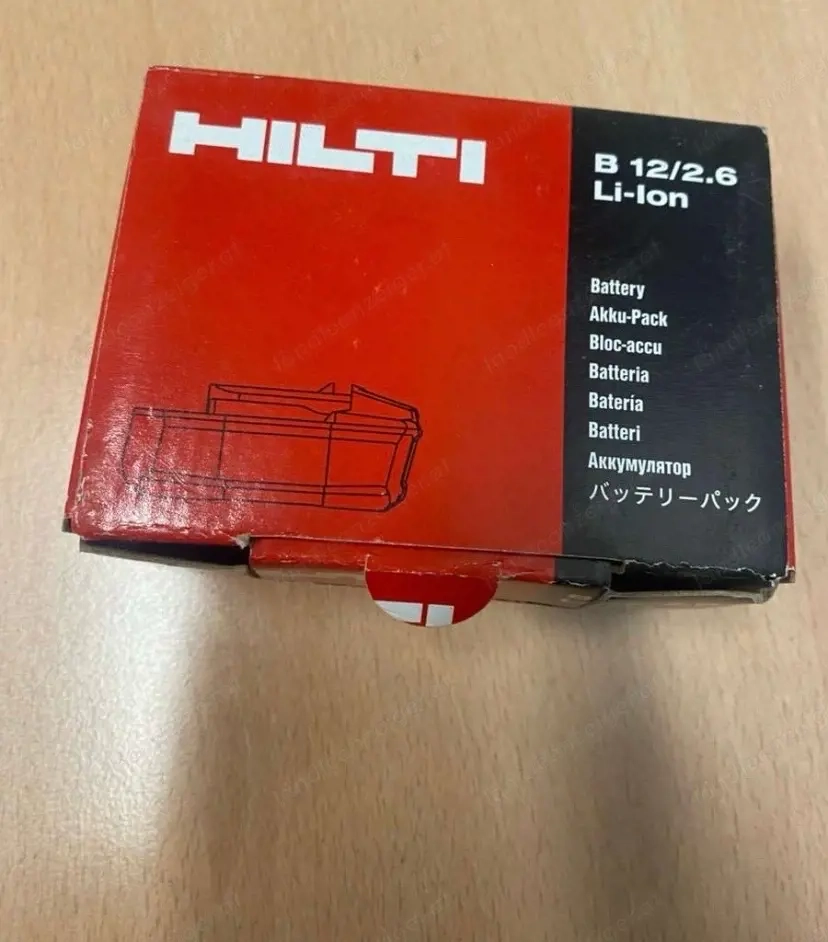 HILTI
B 12/2.6
Li-Ion
Battery
Akku-Pack
Bloc-accu
Batteria
Batería
Batteri
Аккумулятор
バッテリーパック